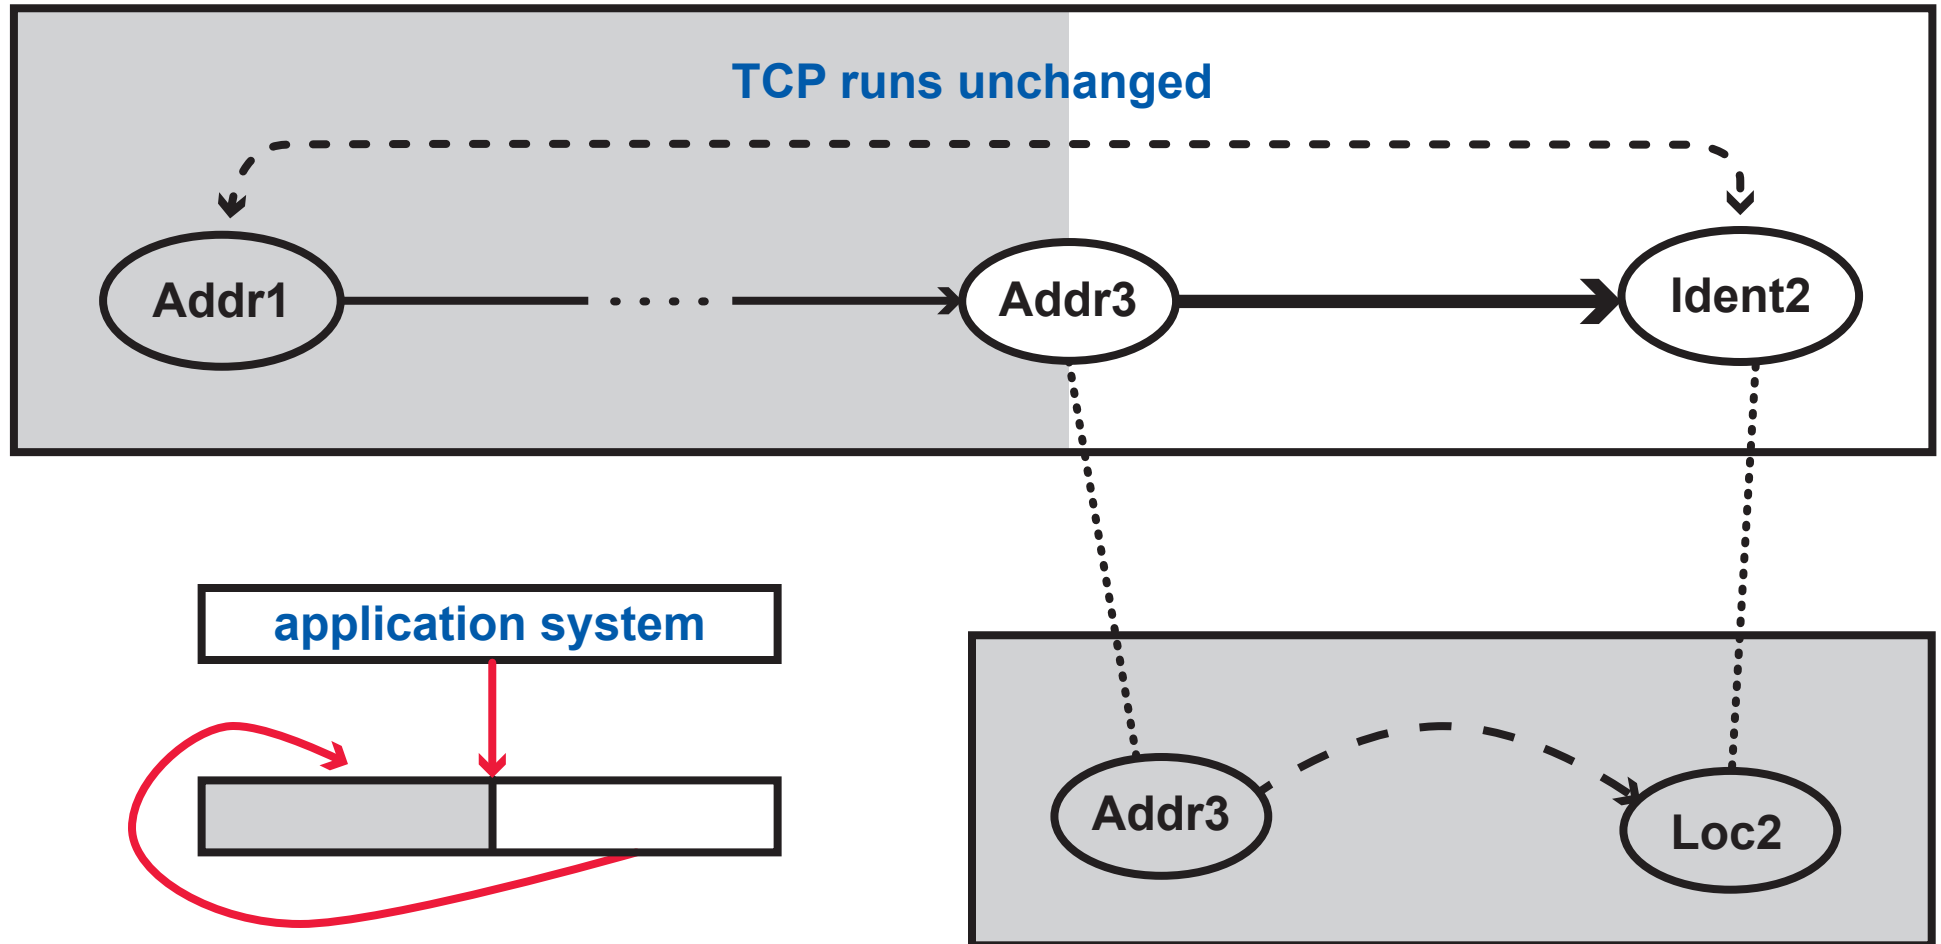 TCP runs unchanged
Addr1
Addr3
Ident2
application system
Addr3
Loc2